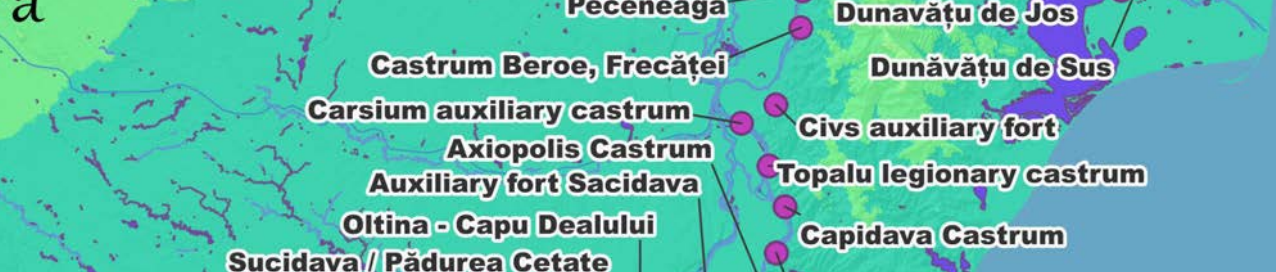 a
Peceneaga
Dunavățu de Jos
Castrum Beroe, Frecăței
Dunăvățu de Sus
Carsium auxiliary castrum
Civs auxiliary fort
Axiopolis Castrum
Topalu legionary castrum
Auxiliary fort Sacidava
Oltina - Capu Dealului
Capidava Castrum
Sucidava / Pădurea Cetate